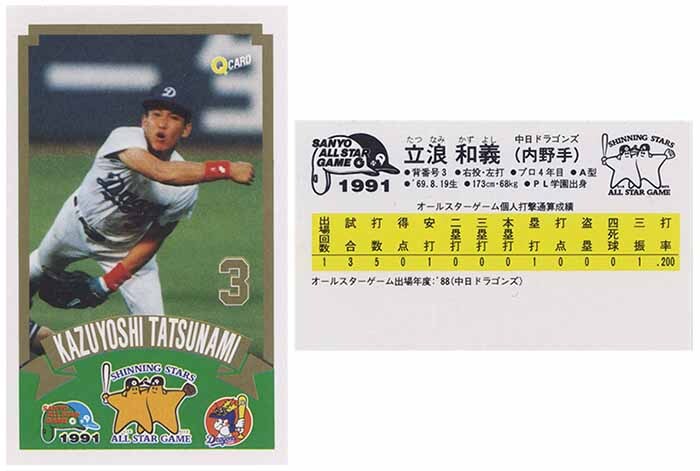 Q CARD
D
3
KAZUYOSHI TATSUNAMI
SHINNING STARS
ALL STAR GAME
SANYO
ALL STAR
GAME
1991
Dragons
SANYO
ALL STAR
GAME
1991
たつ なみ かず よし
立浪 和義
中日ドラゴンズ
(内野手)
●背番号3 ●右投・左打 ●プロ4年目 ●A型
●'69.8.19生 ●173cm・68kg ●PL学園出身
SHINNING STARS
ALL STAR GAME
オールスターゲーム個人打撃通算成績
出場回数 試合 打数 得点 安打 二塁打 三塁打 本塁打 塁打 打点 盗塁 四死球 三振 打率
1 3 5 0 1 0 0 0 1 0 0 0 1 .200
オールスターゲーム出場年度:'88(中日ドラゴンズ)